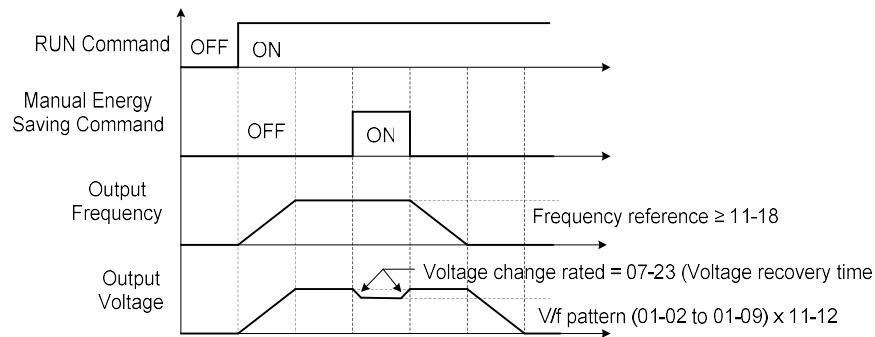 RUN Command
OFF
ON
Manual Energy
Saving Command
OFF
ON
Output
Frequency
Frequency reference ≥ 11-18
Output
Voltage
Voltage change rated = 07-23 (Voltage recovery time
V/f pattern (01-02 to 01-09) x 11-12